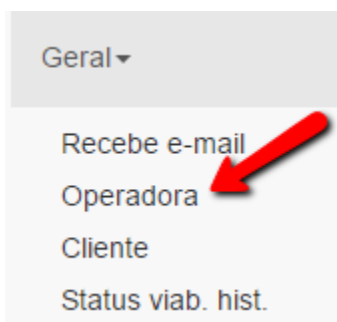 Geral
Recebe e-mail
Operadora
Cliente
Status viab. hist.